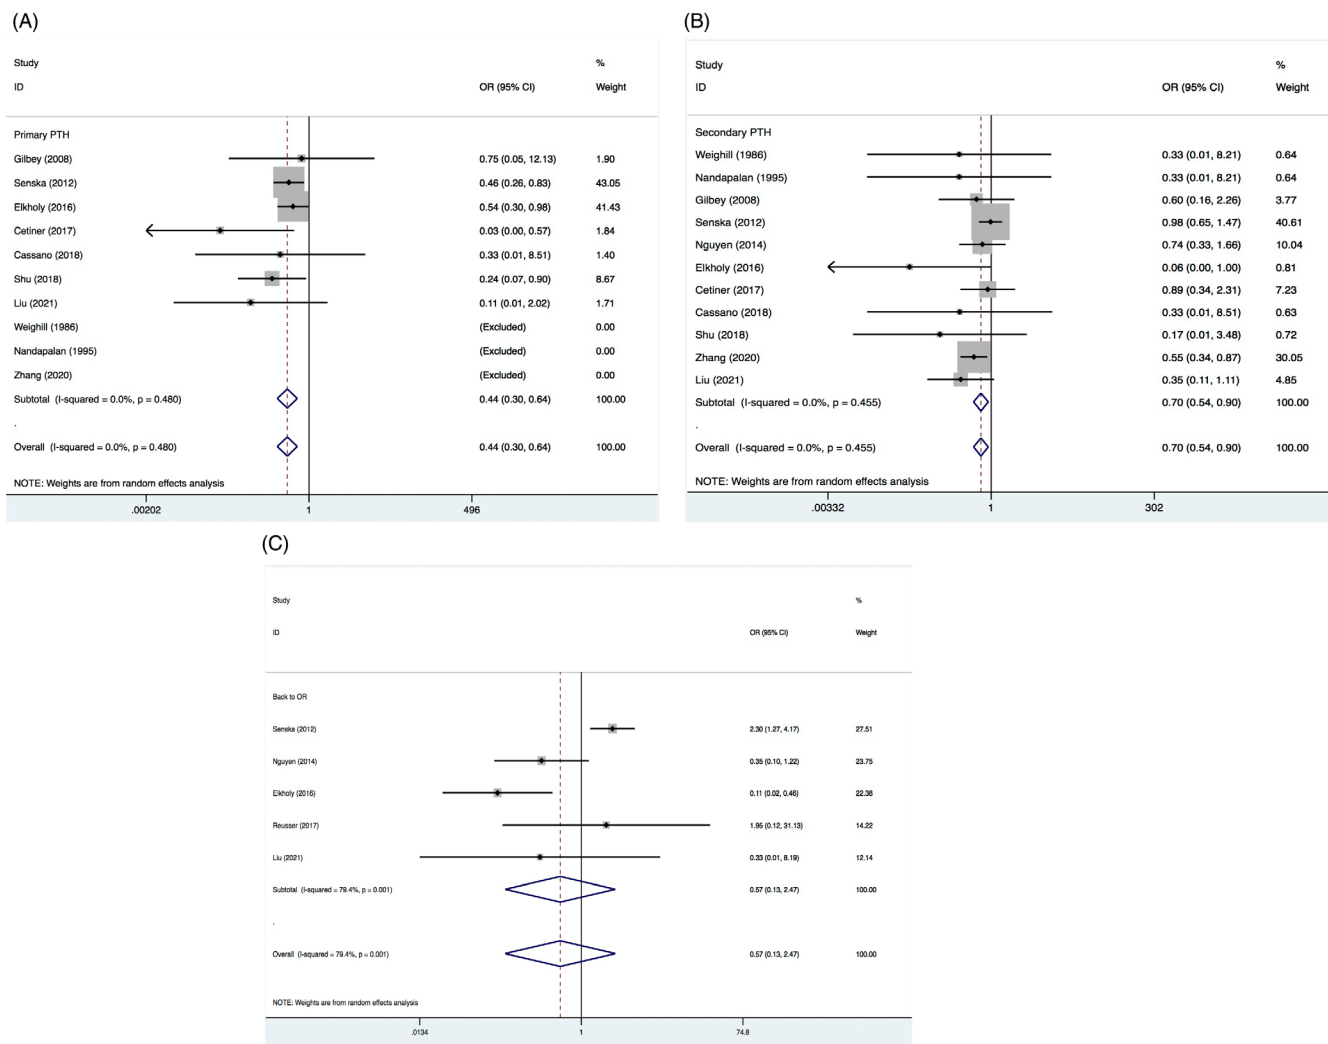 (A)
Study %
ID OR (95% CI) Weight
Primary PTH
Gilbey (2008) 0.75 (0.05, 12.13) 1.90
Senska (2012) 0.46 (0.26, 0.83) 43.05
Elkholy (2016) 0.54 (0.30, 0.98) 41.43
Cetiner (2017) 0.03 (0.00, 0.57) 1.84
Cassano (2018) 0.33 (0.01, 8.51) 1.40
Shu (2018) 0.24 (0.07, 0.90) 8.67
Liu (2021) 0.11 (0.01, 2.02) 1.71
Weighill (1986) (Excluded) 0.00
Nandapalan (1995) (Excluded) 0.00
Zhang (2020) (Excluded) 0.00
Subtotal (I-squared = 0.0%, p = 0.480) 0.44 (0.30, 0.64) 100.00
.
Overall (I-squared = 0.0%, p = 0.480) 0.44 (0.30, 0.64) 100.00
NOTE: Weights are from random effects analysis
.00202 1 496
(B)
Study %
ID OR (95% CI) Weight
Secondary PTH
Weighill (1986) 0.33 (0.01, 8.21) 0.64
Nandapalan (1995) 0.33 (0.01, 8.21) 0.64
Gilbey (2008) 0.60 (0.16, 2.26) 3.77
Senska (2012) 0.98 (0.65, 1.47) 40.61
Nguyen (2014) 0.74 (0.33, 1.66) 10.04
Elkholy (2016) 0.06 (0.00, 1.00) 0.81
Cetiner (2017) 0.89 (0.34, 2.31) 7.23
Cassano (2018) 0.33 (0.01, 8.51) 0.63
Shu (2018) 0.17 (0.01, 3.48) 0.72
Zhang (2020) 0.55 (0.34, 0.87) 30.05
Liu (2021) 0.35 (0.11, 1.11) 4.85
Subtotal (I-squared = 0.0%, p = 0.455) 0.70 (0.54, 0.90) 100.00
.
Overall (I-squared = 0.0%, p = 0.455) 0.70 (0.54, 0.90) 100.00
NOTE: Weights are from random effects analysis
.00332 1 302
(C)
Study %
ID OR (95% CI) Weight
Back to OR
Senska (2012) 2.30 (1.27, 4.17) 27.51
Nguyen (2014) 0.35 (0.10, 1.22) 23.75
Elkholy (2016) 0.11 (0.02, 0.46) 22.38
Reusser (2017) 1.95 (0.12, 31.13) 14.22
Liu (2021) 0.33 (0.01, 8.19) 12.14
Subtotal (I-squared = 79.4%, p = 0.001) 0.57 (0.13, 2.47) 100.00
.
Overall (I-squared = 79.4%, p = 0.001) 0.57 (0.13, 2.47) 100.00
NOTE: Weights are from random effects analysis
.0134 1 74.8